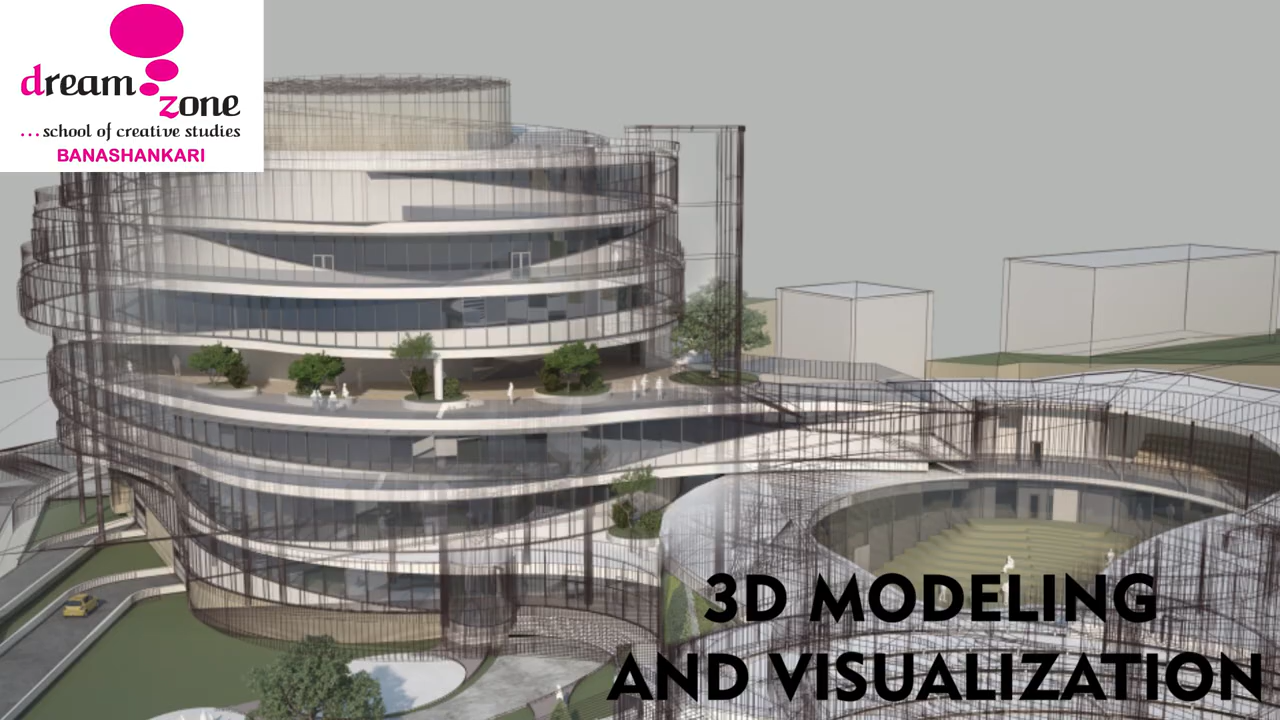 dream zone
...school of creative studies
BANASHANKARI
3D MODELING
AND VISUALIZATION